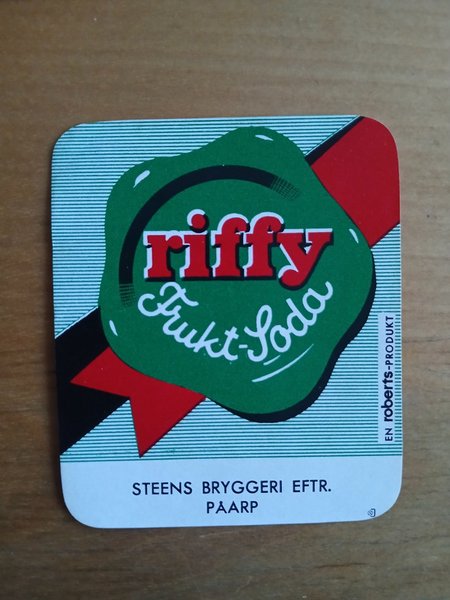 riffy
Frukt-Soda
EN roberts-PRODUKT
STEENS BRYGGERI EFTR.
PÅARP